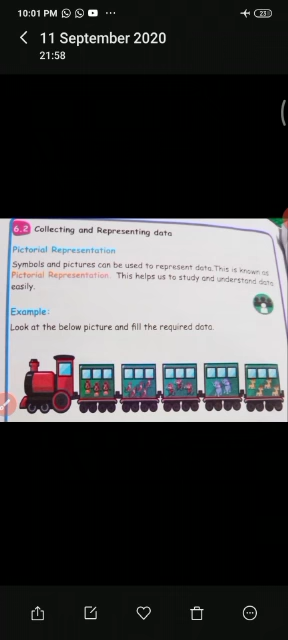 10:01 PM
23
11 September 2020
21:58
6.2 Collecting and Representing data
Pictorial Representation
Symbols and pictures can be used to represent data. This is known as
Pictorial Representation. This helps us to study and understand data
easily.
Example:
Look at the below picture and fill the required data.